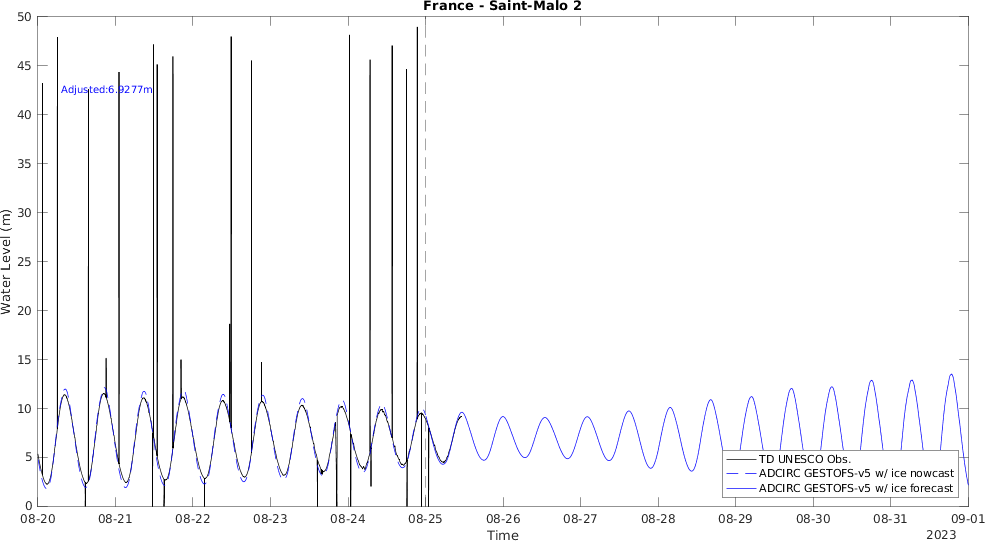 France - Saint-Malo 2
50
45
40
35
30
25
20
15
10
5
0
Water Level (m)
Adjusted:6.9277m
TD UNESCO Obs.
ADCIRC GESTOFS-v5 w/ ice nowcast
ADCIRC GESTOFS-v5 w/ ice forecast
08-20 08-21 08-22 08-23 08-24 08-25 08-26 08-27 08-28 08-29 08-30 08-31 09-01
Time
2023